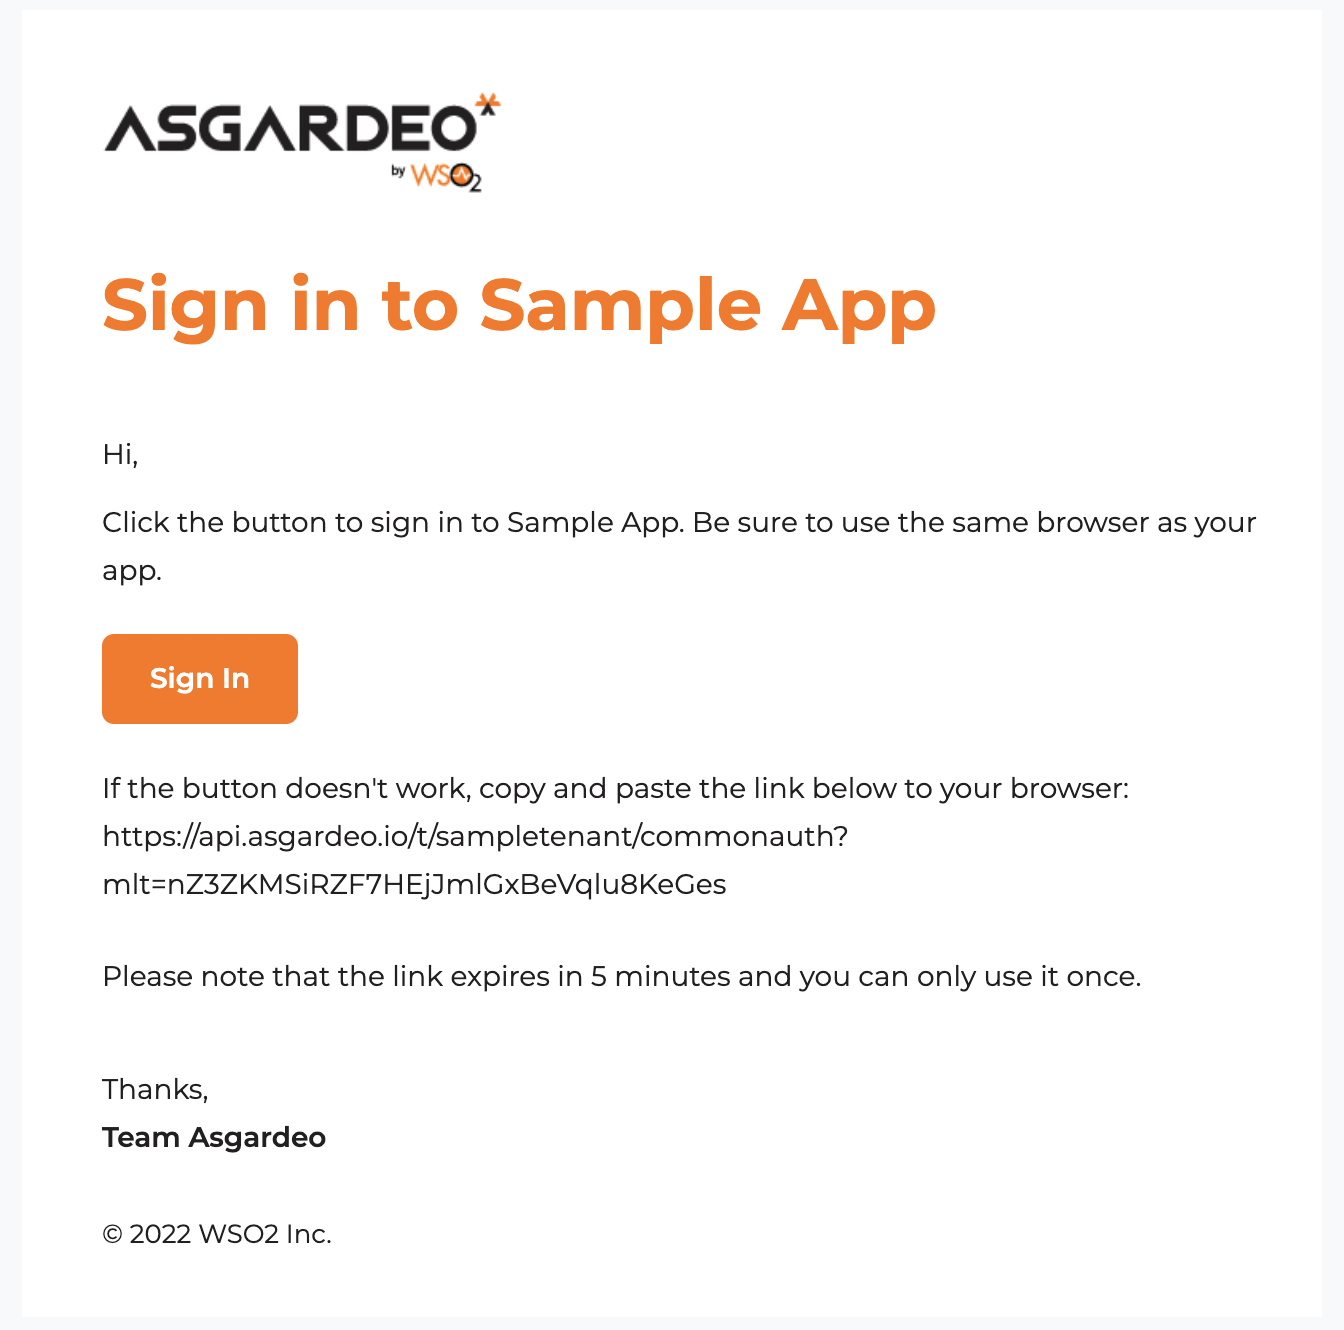 ASGARDEO
by WSO2
Sign in to Sample App
Hi,
Click the button to sign in to Sample App. Be sure to use the same browser as your
app.
Sign In
If the button doesn't work, copy and paste the link below to your browser:
https://api.asgardeo.io/t/sampletenant/commonauth?
mlt=nZ3ZKMSiRZF7HEjJmlGxBeVqlu8KeGes
Please note that the link expires in 5 minutes and you can only use it once.
Thanks,
Team Asgardeo
© 2022 WSO2 Inc.